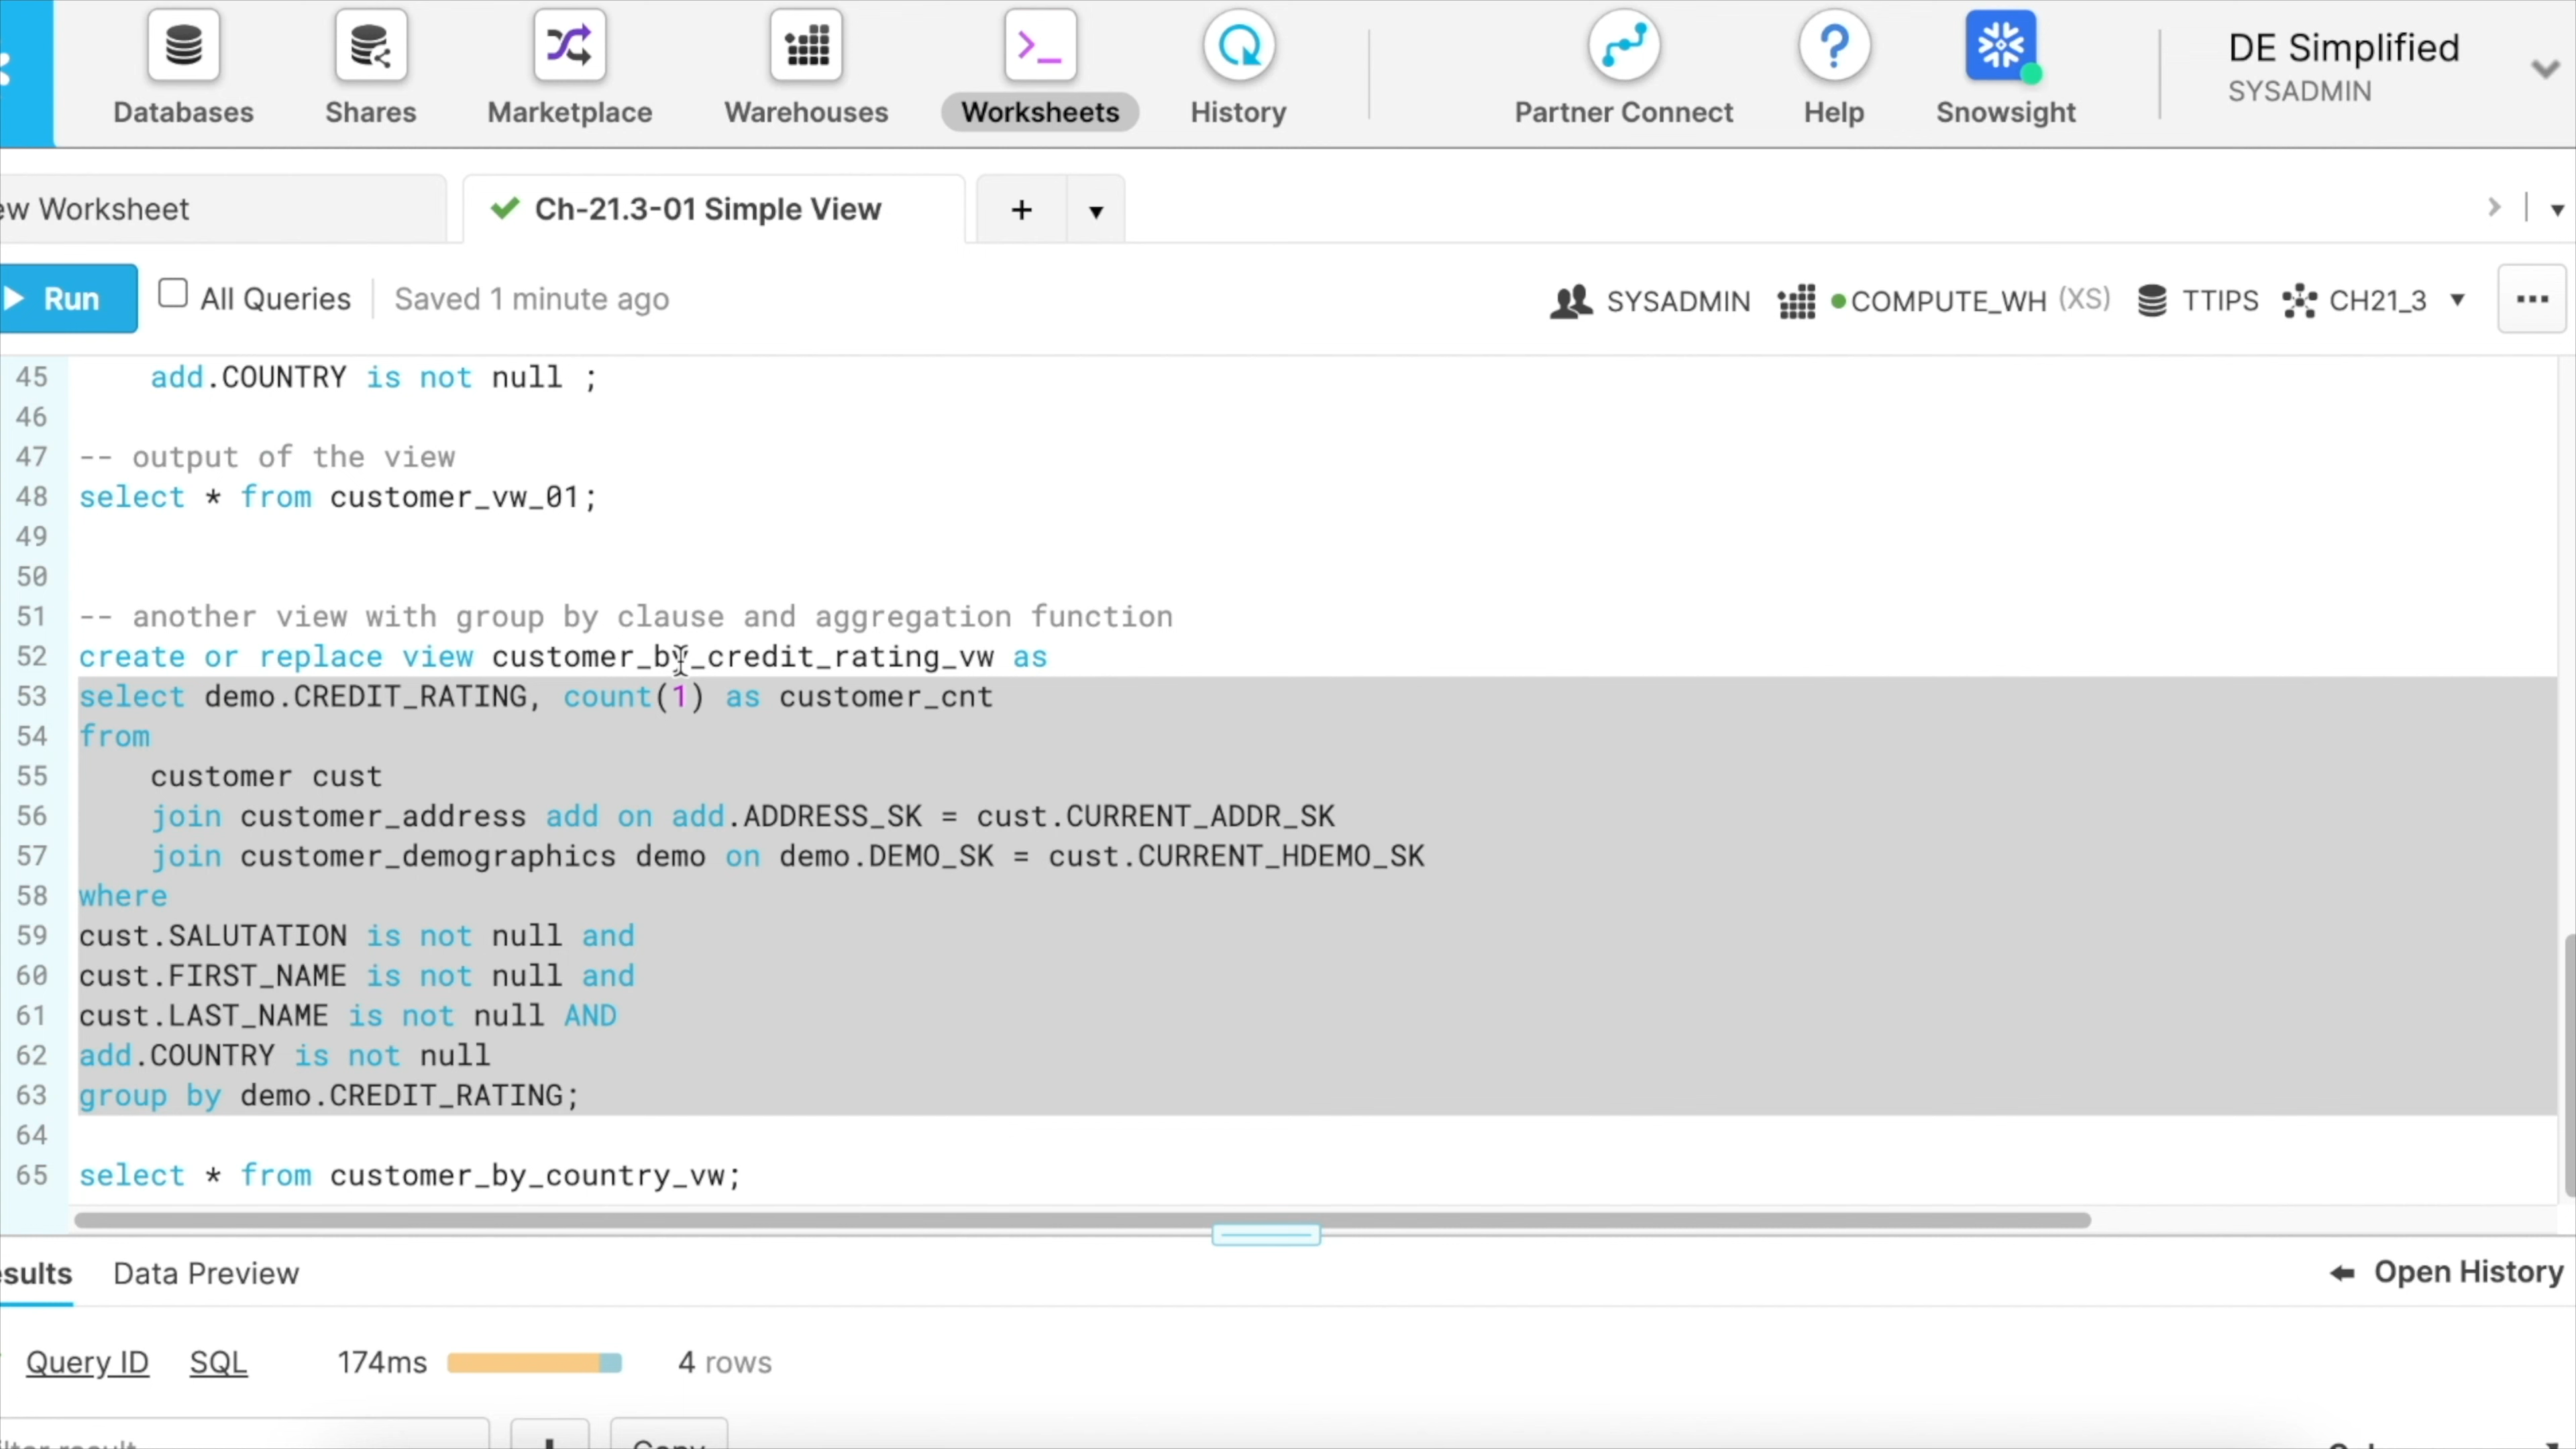 Databases
Shares
Marketplace
Warehouses
Worksheets
History
Partner Connect
Help
Snowsight
DE Simplified
SYSADMIN
ew Worksheet
Ch-21.3-01 Simple View
+
Run
All Queries
Saved 1 minute ago
SYSADMIN
COMPUTE_WH (XS)
TTIPS
CH21_3
...
45 add.COUNTRY is not null ;
46
47 -- output of the view
48 select * from customer_vw_01;
49
50
51 -- another view with group by clause and aggregation function
52 create or replace view customer_by_credit_rating_vw as
53 select demo.CREDIT_RATING, count(1) as customer_cnt
54 from
55 customer cust
56 join customer_address add on add.ADDRESS_SK = cust.CURRENT_ADDR_SK
57 join customer_demographics demo on demo.DEMO_SK = cust.CURRENT_HDEMO_SK
58 where
59 cust.SALUTATION is not null and
60 cust.FIRST_NAME is not null and
61 cust.LAST_NAME is not null AND
62 add.COUNTRY is not null
63 group by demo.CREDIT_RATING;
64
65 select * from customer_by_country_vw;
esults
Data Preview
Open History
Query ID
SQL
174ms
4 rows
Copy